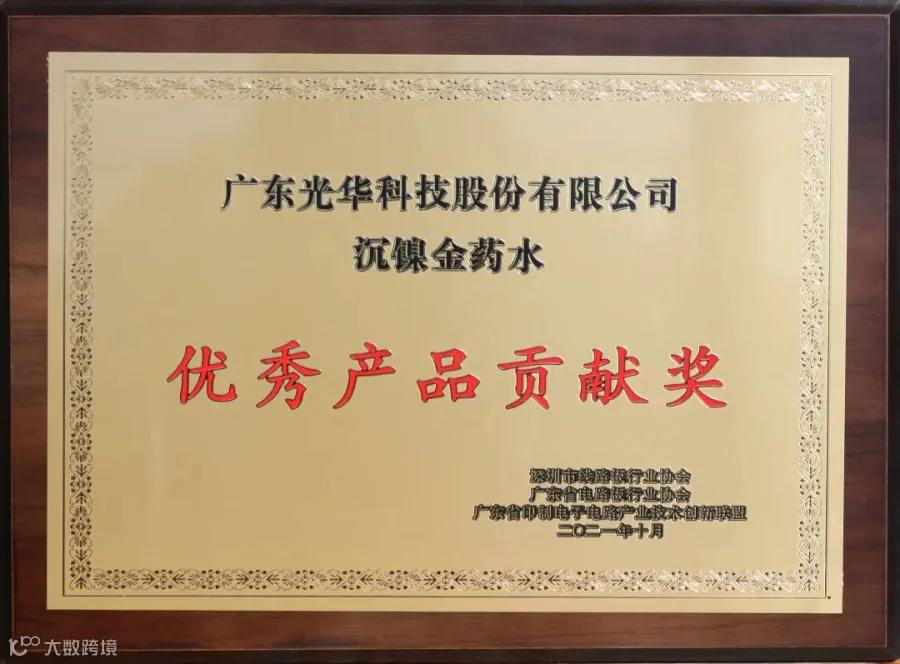 广东光华科技股份有限公司
沉镍金药水
优秀产品贡献奖
深圳市线路板行业协会
广东省电路板行业协会
广东省印制电子电路产业技术创新联盟
二〇二一年十月
大数跨境